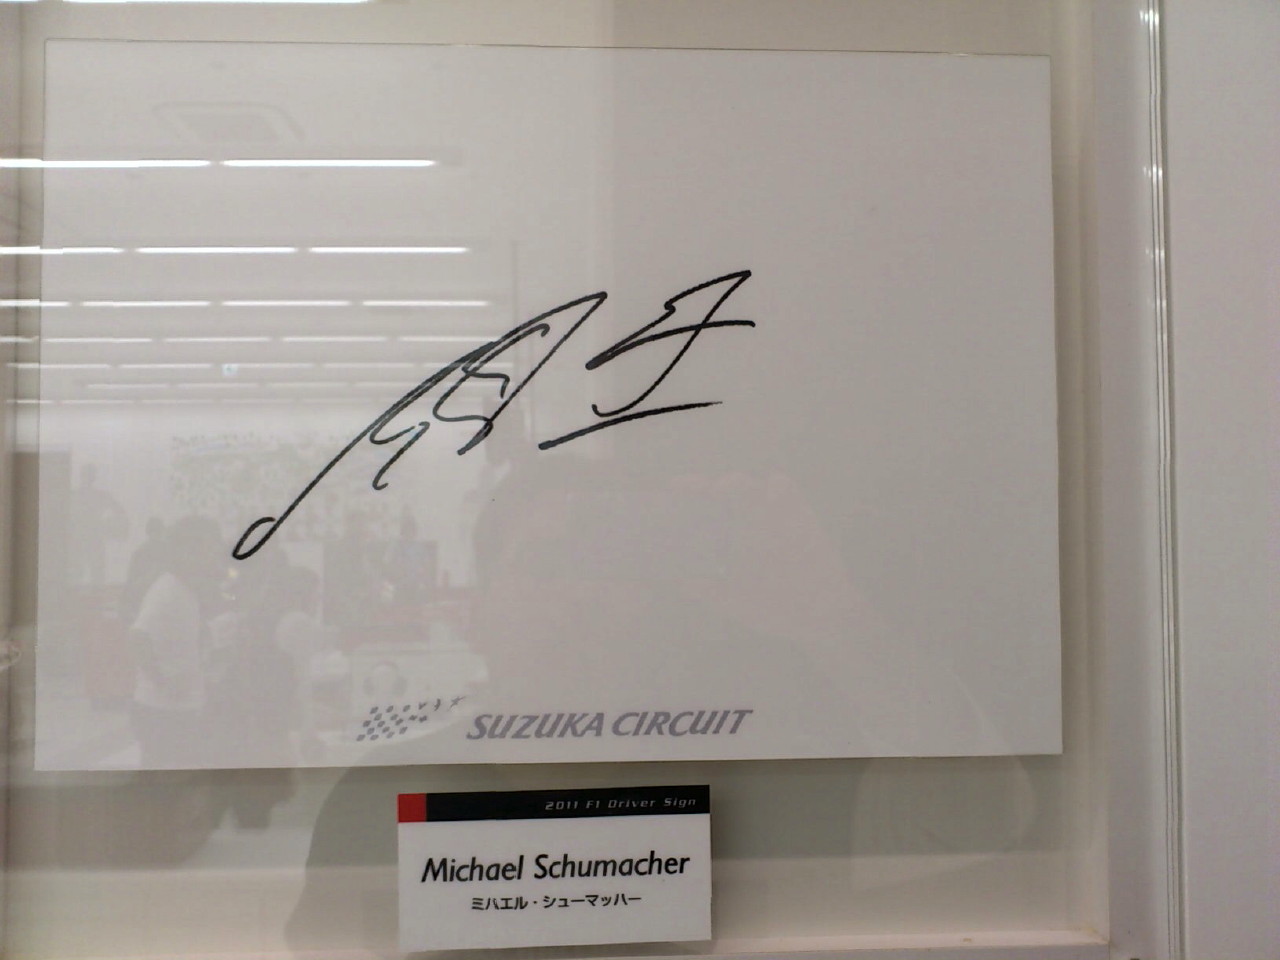 SUZUKA CIRCUIT
2011 F1 Driver Sign
Michael Schumacher
ミハエル・シューマッハー